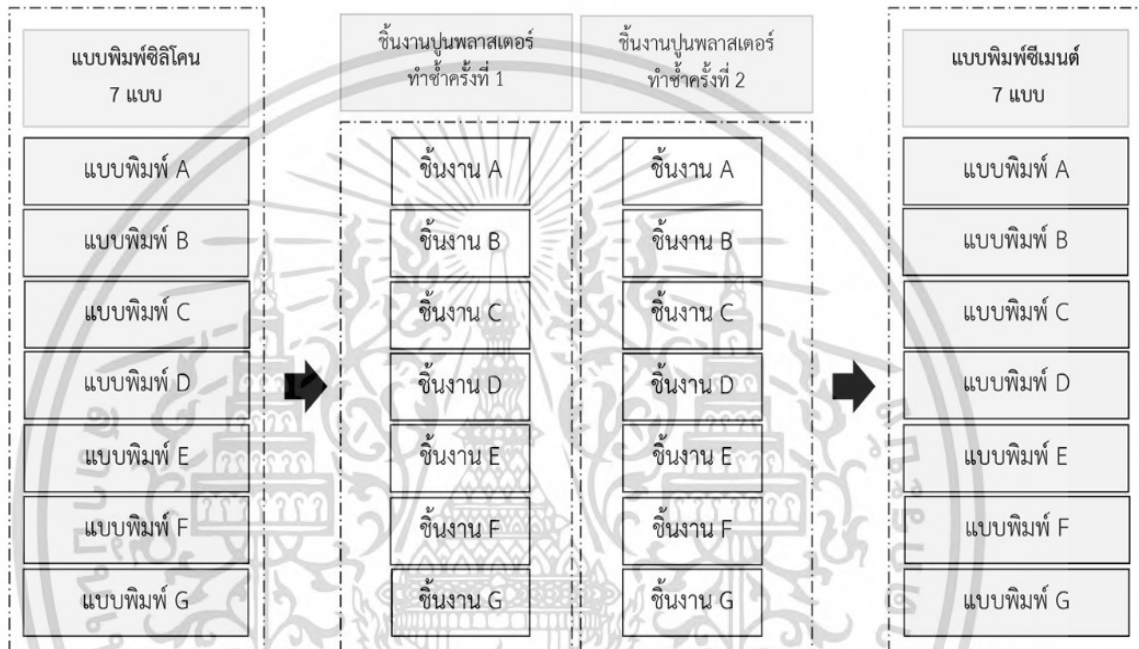 แบบพิมพ์ซิลิโคน
7 แบบ
แบบพิมพ์ A
แบบพิมพ์ B
แบบพิมพ์ C
แบบพิมพ์ D
แบบพิมพ์ E
แบบพิมพ์ F
แบบพิมพ์ G
ชิ้นงานปูนพลาสเตอร์
ทำซ้ำครั้งที่ 1
ชิ้นงาน A
ชิ้นงาน B
ชิ้นงาน C
ชิ้นงาน D
ชิ้นงาน E
ชิ้นงาน F
ชิ้นงาน G
ชิ้นงานปูนพลาสเตอร์
ทำซ้ำครั้งที่ 2
ชิ้นงาน A
ชิ้นงาน B
ชิ้นงาน C
ชิ้นงาน D
ชิ้นงาน E
ชิ้นงาน F
ชิ้นงาน G
แบบพิมพ์ซีเมนต์
7 แบบ
แบบพิมพ์ A
แบบพิมพ์ B
แบบพิมพ์ C
แบบพิมพ์ D
แบบพิมพ์ E
แบบพิมพ์ F
แบบพิมพ์ G